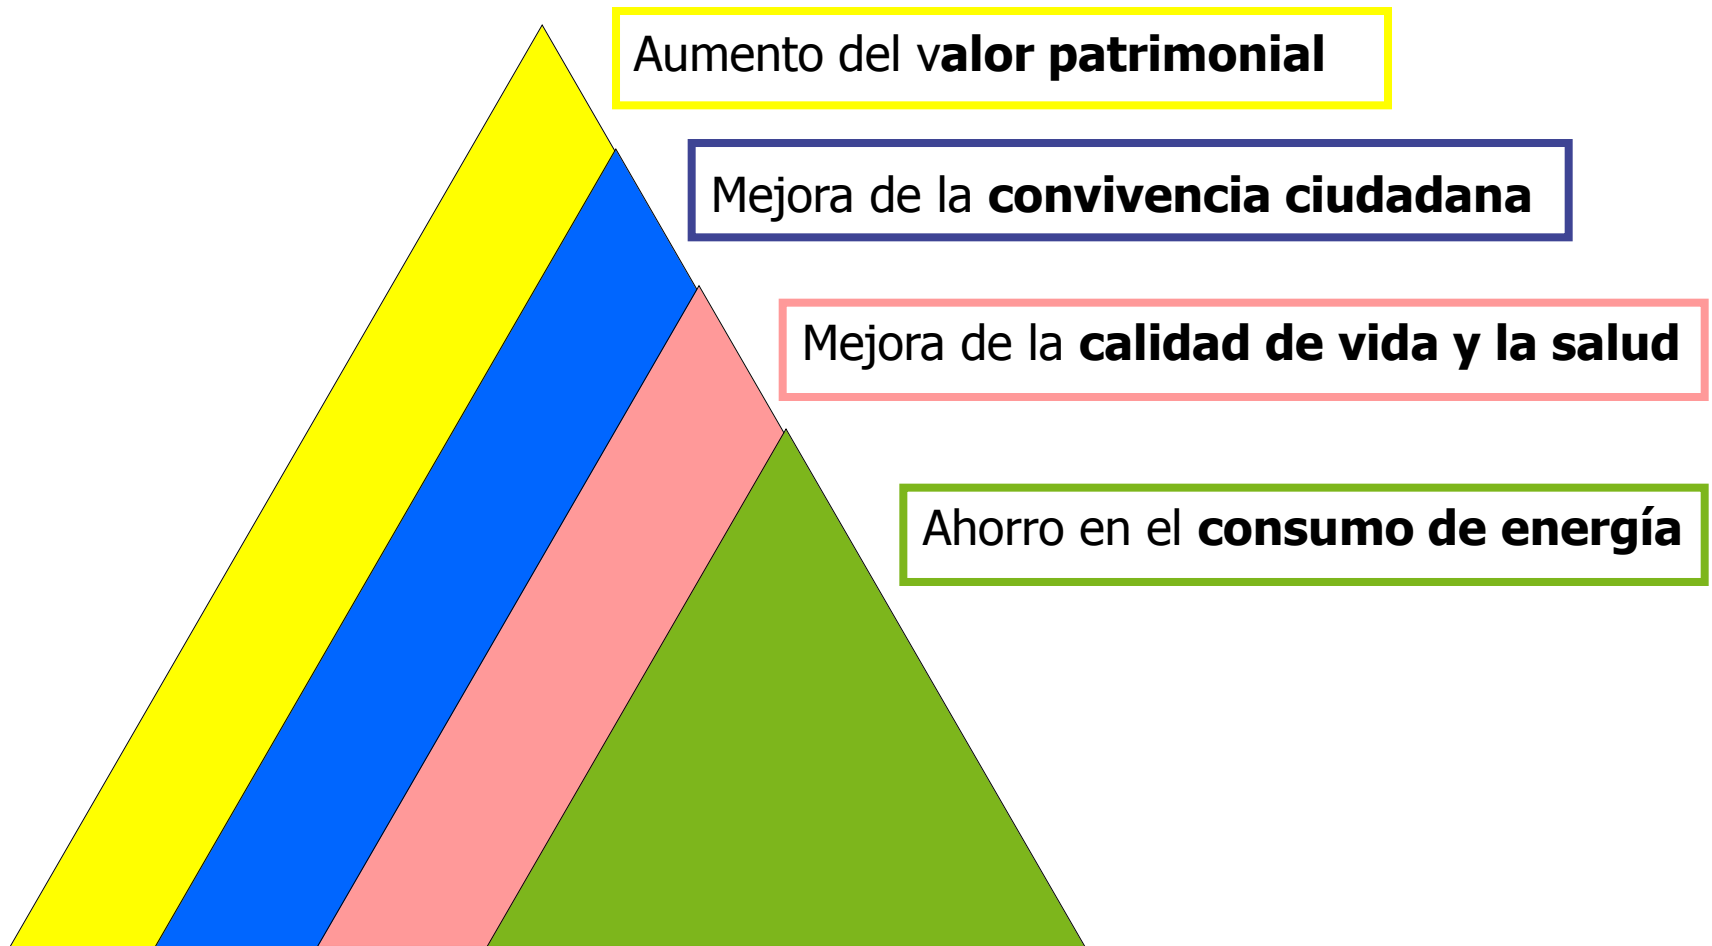 Aumento del valor patrimonial
Mejora de la convivencia ciudadana
Mejora de la calidad de vida y la salud
Ahorro en el consumo de energía